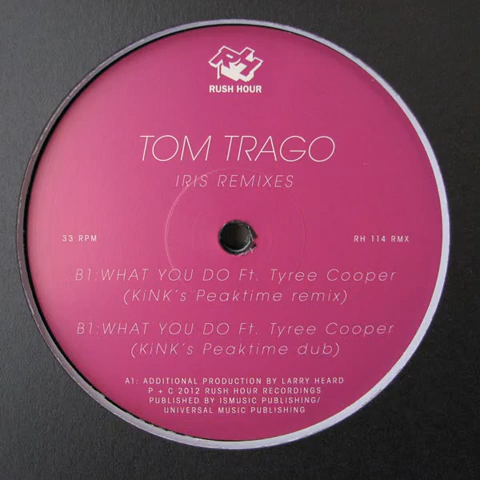 RH
RUSH HOUR
TOM TRAGO
IRIS REMIXES
33 RPM
RH 114 RMX
B1:WHAT YOU DO Ft. Tyree Cooper
(KiNK's Peaktime remix)
B1:WHAT YOU DO Ft. Tyree Cooper
(KiNK's Peaktime dub)
A1: ADDITIONAL PRODUCTION BY LARRY HEARD
P + C 2012 RUSH HOUR RECORDINGS
PUBLISHED BY ISMUSIC PUBLISHING/
UNIVERSAL MUSIC PUBLISHING